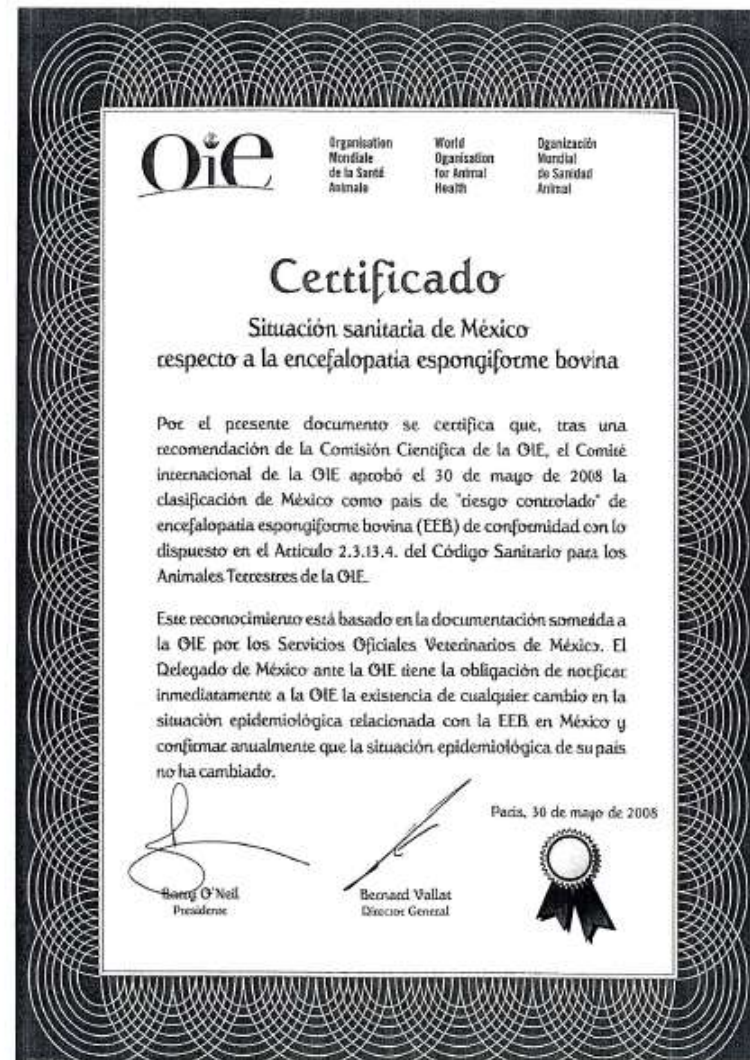 OiE
Organisation
Mondiale
de la Santé
Animale
World
Oganisation
for Animal
Health
Oganización
Mundial
de Sanidad
Animal
Certificado
Situación sanitaria de México
respecto a la encefalopatia espongiforme bovina
Por el presente documento se certifica que, tras una
recomendación de la Comisión Científica de la OIE, el Comité
internacional de la OIE aprobó el 30 de mayo de 2008 la
clasificación de México como país de "riesgo controlado" de
encefalopatia espongiforme bovina (EEB) de conformidad con lo
dispuesto en el Artículo 2.3.13.4. del Código Sanitario para los
Animales Terrestres de la OIE.
Este reconocimiento está basado en la documentación sometida a
la OIE por los Servicios Oficiales Veterinarios de México. El
Delegado de México ante la OIE tiene la obligación de notificar
inmediatamente a la OIE la existencia de cualquier cambio en la
situación epidemiológica relacionada con la EEB en México y
confirmar anualmente que la situación epidemiológica de su país
no ha cambiado.
París, 30 de mayo de 2008
Barry O'Neil
Presidente
Bernard Vallat
Director General